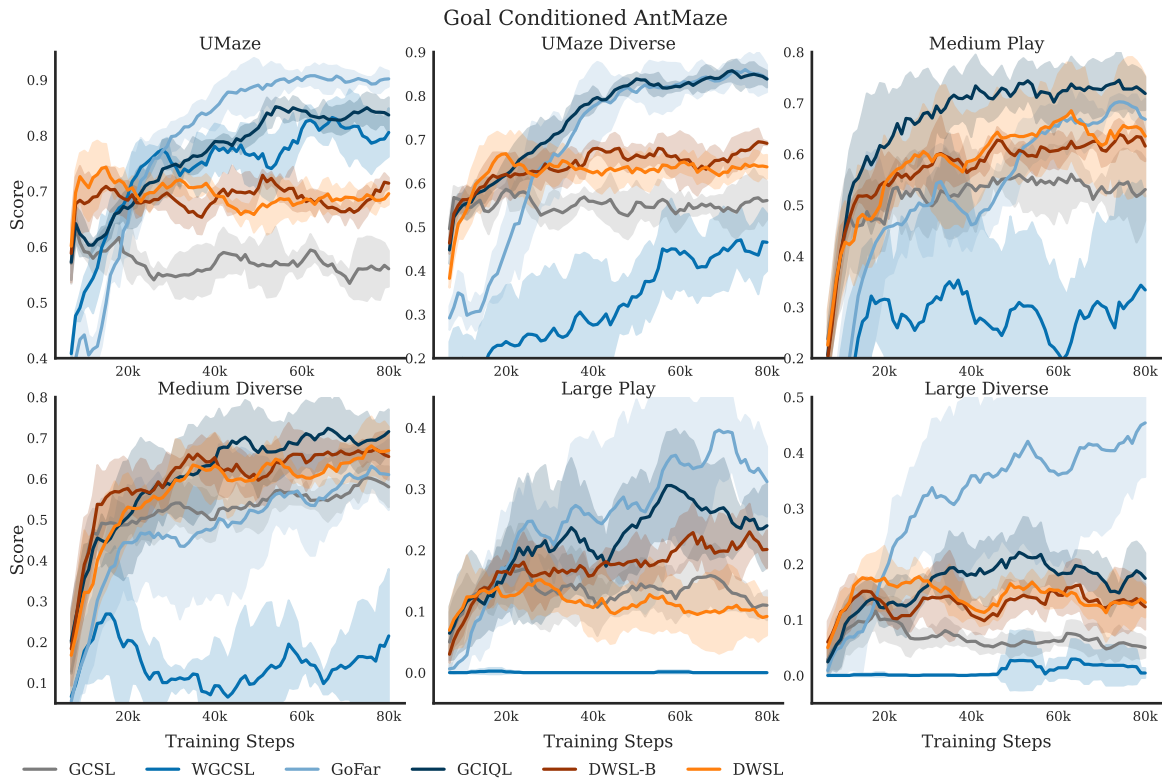 Goal Conditioned AntMaze
UMaze
UMaze Diverse
Medium Play
Score
0.9
0.8
0.7
0.6
0.5
0.4
20k 40k 60k 80k
0.9
0.8
0.7
0.6
0.5
0.4
0.3
0.2
20k 40k 60k 80k
0.8
0.7
0.6
0.5
0.4
0.3
0.2
20k 40k 60k 80k
Medium Diverse
Large Play
Large Diverse
Score
0.8
0.7
0.6
0.5
0.4
0.3
0.2
0.1
20k 40k 60k 80k
Training Steps
0.4
0.3
0.2
0.1
0.0
20k 40k 60k 80k
Training Steps
0.5
0.4
0.3
0.2
0.1
0.0
20k 40k 60k 80k
Training Steps
GCSL WGCSL GoFar GCIQL DWSL-B DWSL